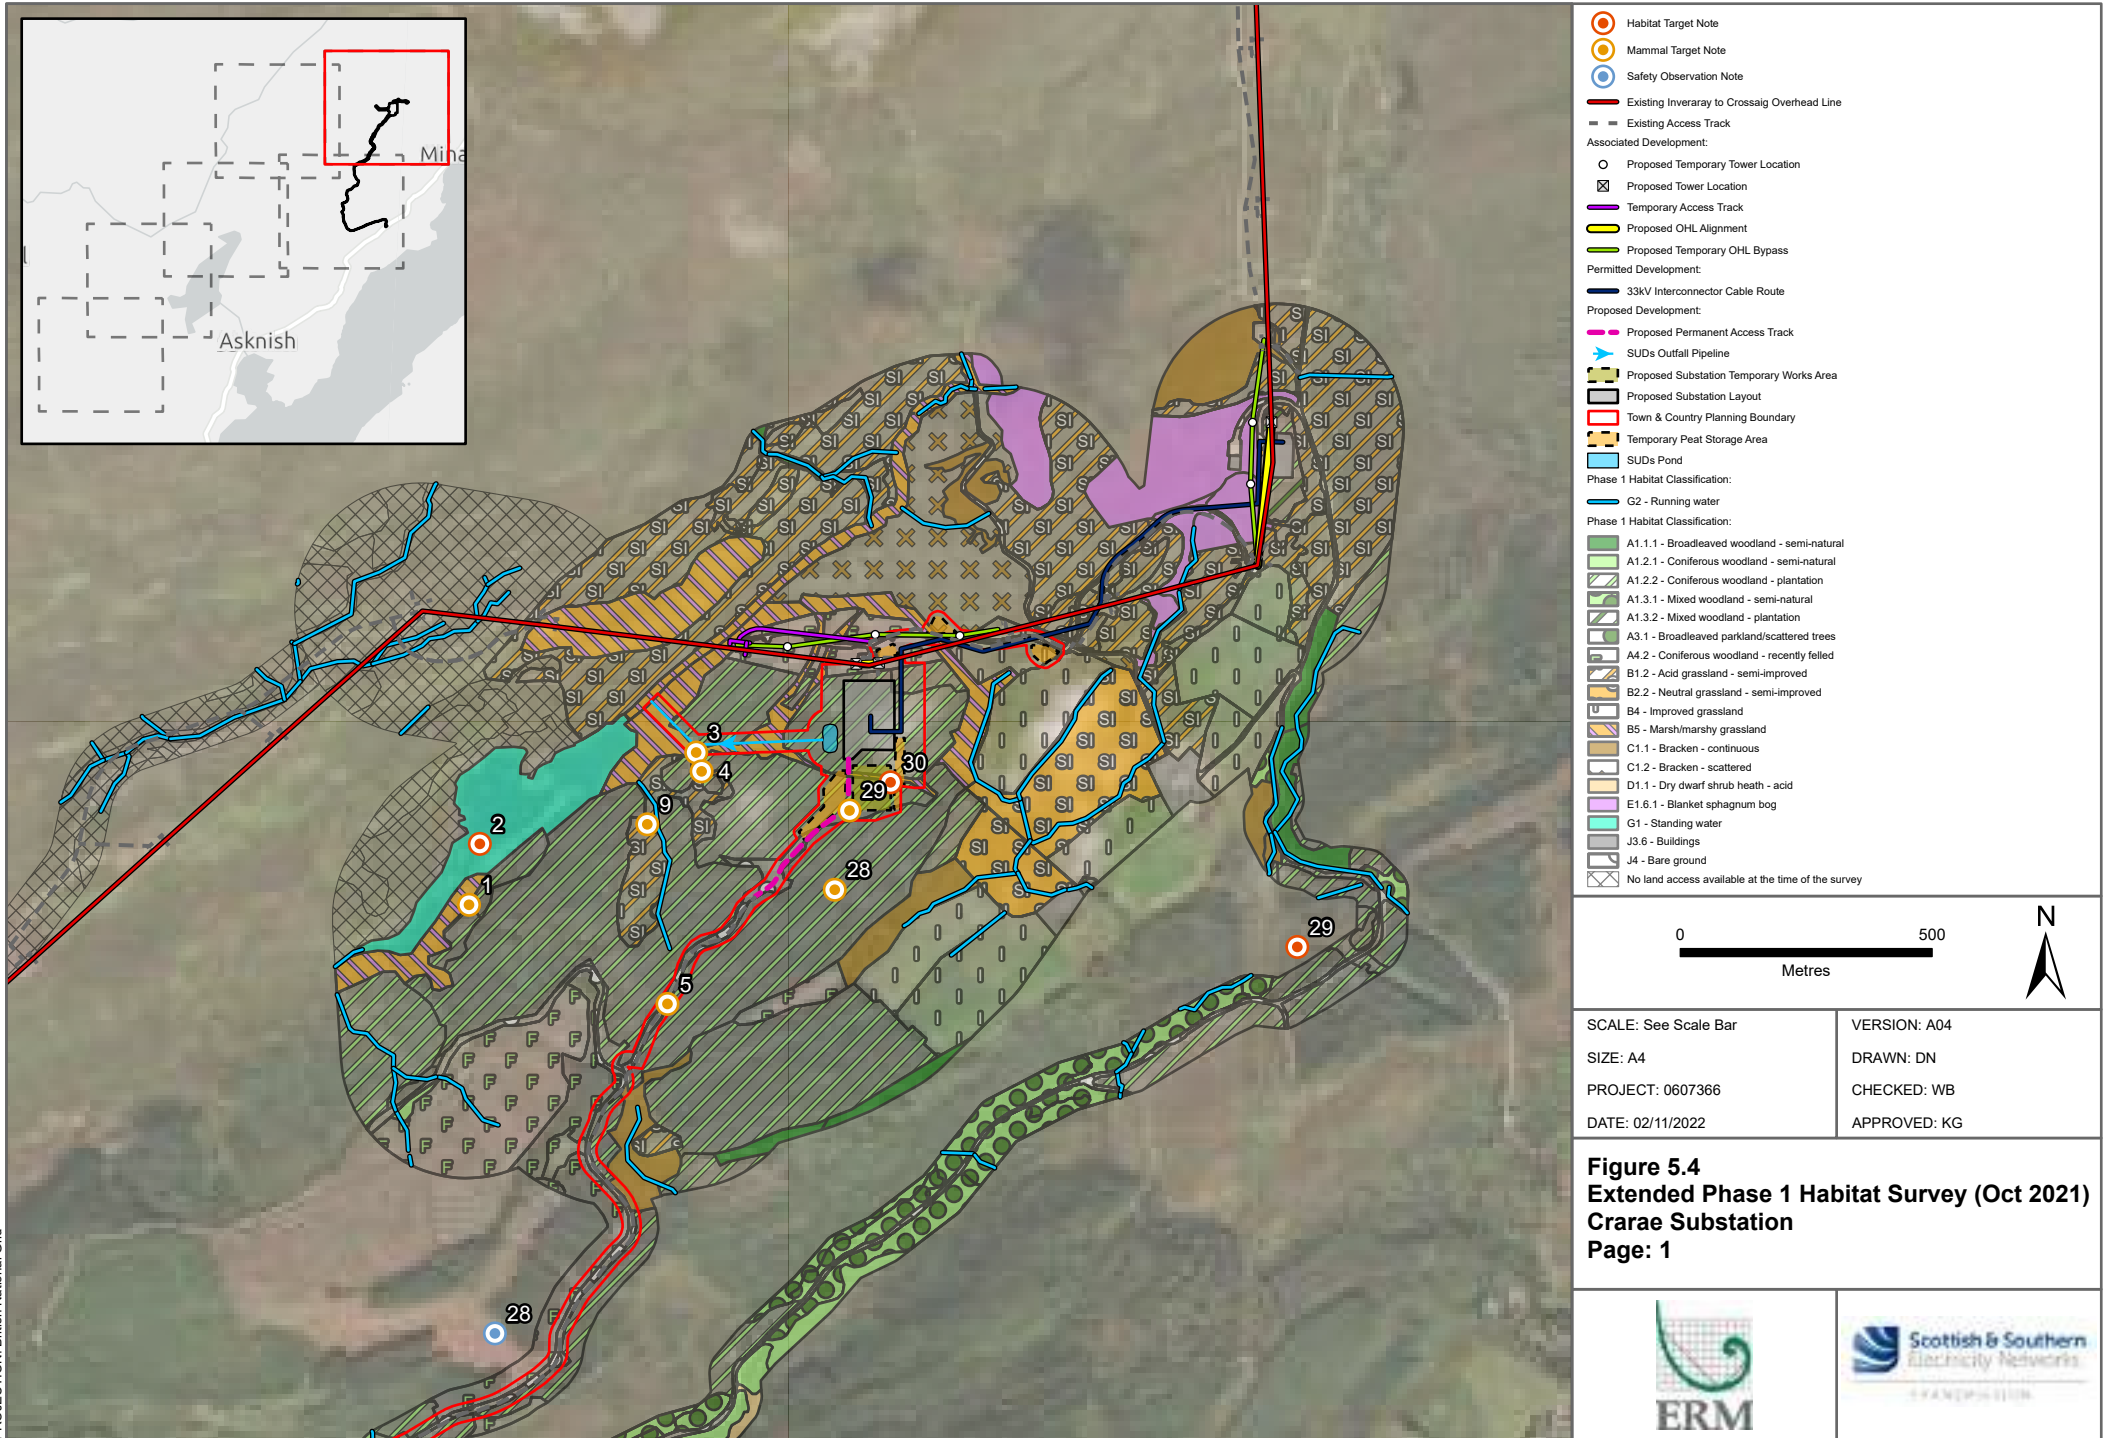 Mina
Asknish
1
2
3
4
5
9
28
29
30
28
29
Habitat Target Note
Mammal Target Note
Safety Observation Note
Existing Inveraray to Crossaig Overhead Line
Existing Access Track
Associated Development:
Proposed Temporary Tower Location
Proposed Tower Location
Temporary Access Track
Proposed OHL Alignment
Proposed Temporary OHL Bypass
Permitted Development:
33kV Interconnector Cable Route
Proposed Development:
Proposed Permanent Access Track
SUDs Outfall Pipeline
Proposed Substation Temporary Works Area
Proposed Substation Layout
Town & Country Planning Boundary
Temporary Peat Storage Area
SUDs Pond
Phase 1 Habitat Classification:
G2 - Running water
Phase 1 Habitat Classification:
A1.1.1 - Broadleaved woodland - semi-natural
A1.2.1 - Coniferous woodland - semi-natural
A1.2.2 - Coniferous woodland - plantation
A1.3.1 - Mixed woodland - semi-natural
A1.3.2 - Mixed woodland - plantation
A3.1 - Broadleaved parkland/scattered trees
A4.2 - Coniferous woodland - recently felled
B1.2 - Acid grassland - semi-improved
B2.2 - Neutral grassland - semi-improved
B4 - Improved grassland
B5 - Marsh/marshy grassland
C1.1 - Bracken - continuous
C1.2 - Bracken - scattered
D1.1 - Dry dwarf shrub heath - acid
E1.6.1 - Blanket sphagnum bog
G1 - Standing water
J3.6 - Buildings
J4 - Bare ground
No land access available at the time of the survey
0 500
Metres
N
SCALE: See Scale Bar
VERSION: A04
SIZE: A4
DRAWN: DN
PROJECT: 0607366
CHECKED: WB
DATE: 02/11/2022
APPROVED: KG
Figure 5.4
Extended Phase 1 Habitat Survey (Oct 2021)
Crarae Substation
Page: 1
ERM
Scottish & Southern
Electricity Networks